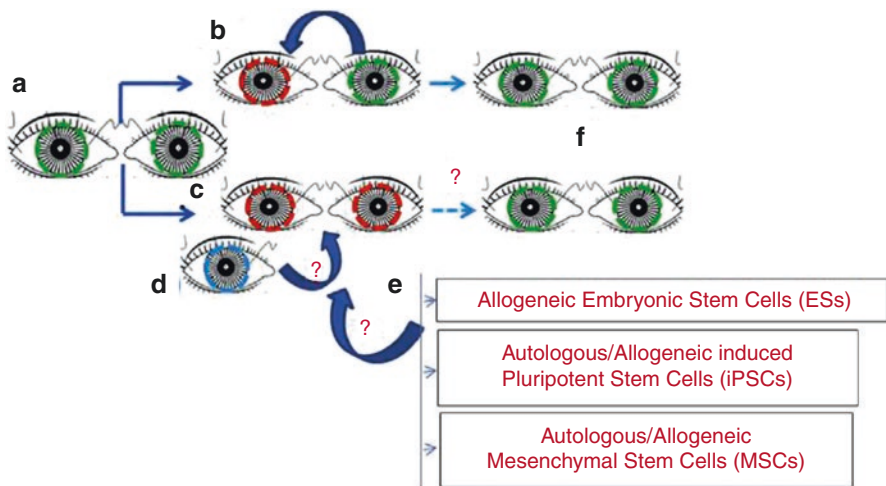 b
a
f
c
?
d
?
e
?
Allogeneic Embryonic Stem Cells (ESs)
Autologous/Allogeneic induced
Pluripotent Stem Cells (iPSCs)
Autologous/Allogeneic
Mesenchymal Stem Cells (MSCs)